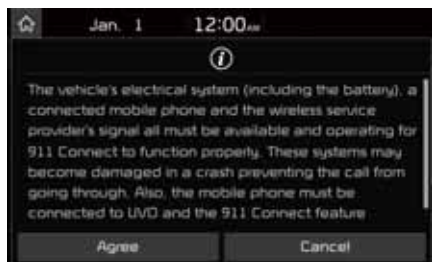 Jan. 1 12:00 AM
The vehicle's electrical system (including the battery), a
connected mobile phone and the wireless service
provider's signal all must be available and operating for
911 Connect to function properly. These systems may
become damaged in a crash preventing the call from
going through. Also, the mobile phone must be
connected to UVO and the 911 Connect feature
Agree Cancel